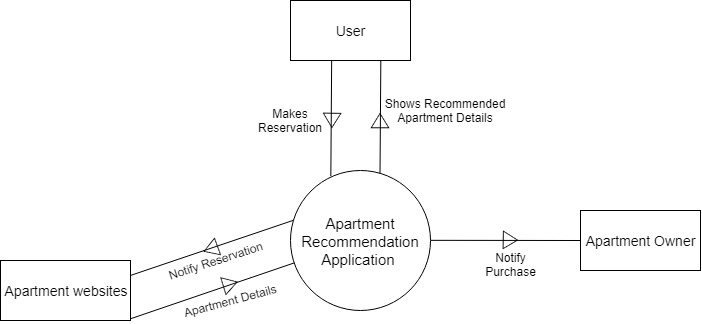 User
Makes
Reservation
Shows Recommended
Apartment Details
Apartment
Recommendation
Application
Notify Reservation
Apartment Details
Apartment websites
Notify
Purchase
Apartment Owner